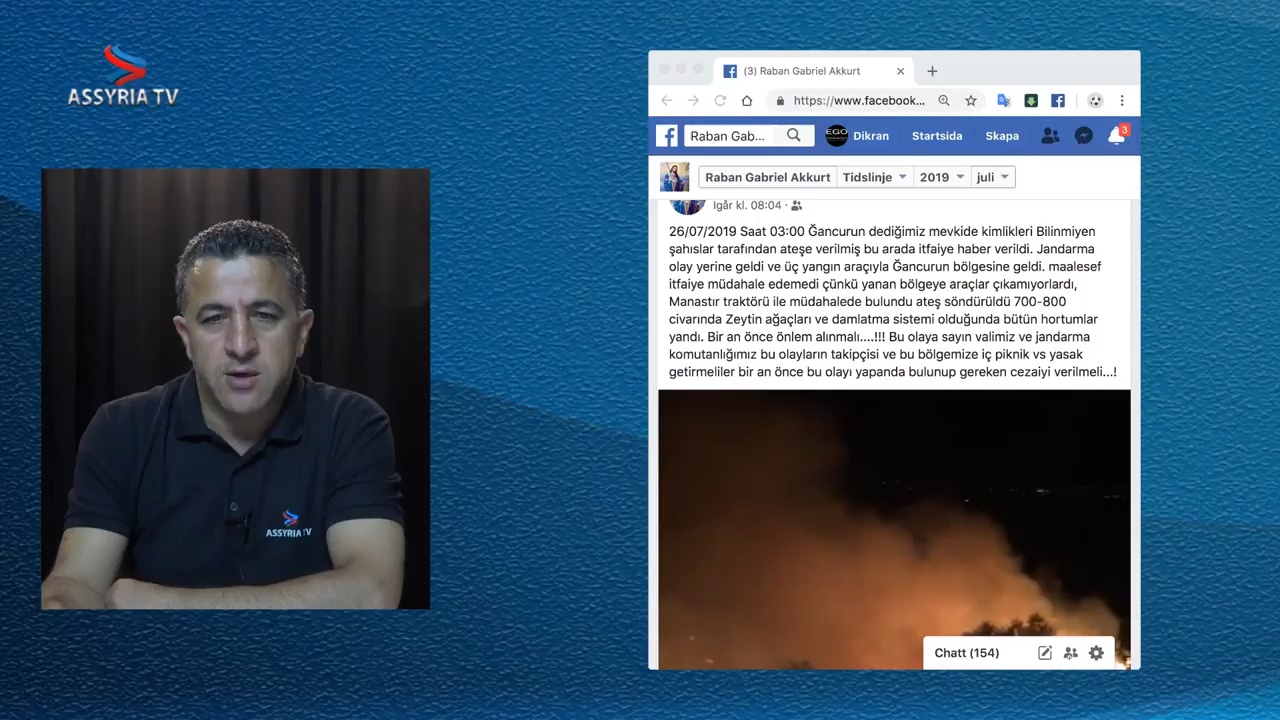 ASSYRIA TV
ASSYRIA TV
(3) Raban Gabriel Akkurt
https://www.facebook...
Raban Gab...
EGO
Dikran
Startsida
Skapa
3
Raban Gabriel Akkurt
Tidslinje
2019
juli
Igår kl. 08:04 ·
26/07/2019 Saat 03:00 Ğancurun dediğimiz mevkide kimlikleri Bilinmiyen
şahıslar tarafından ateşe verilmiş bu arada itfaiye haber verildi. Jandarma
olay yerine geldi ve üç yangın araçıyla Ğancurun bölgesine geldi. maalesef
itfaiye müdahale edemedi çünkü yanan bölgeye araçlar çıkamıyorlardı,
Manastır traktörü ile müdahalede bulundu ateş söndürüldü 700-800
civarında Zeytin ağaçları ve damlatma sistemi olduğunda bütün hortumlar
yandı. Bir an önce önlem alınmalı....!!! Bu olaya sayın valimiz ve jandarma
komutanlığımız bu olayların takipçisi ve bu bölgemize iç piknik vs yasak
getirmeliler bir an önce bu olayı yapanda bulunup gereken cezaiyi verilmeli...!
Chatt (154)